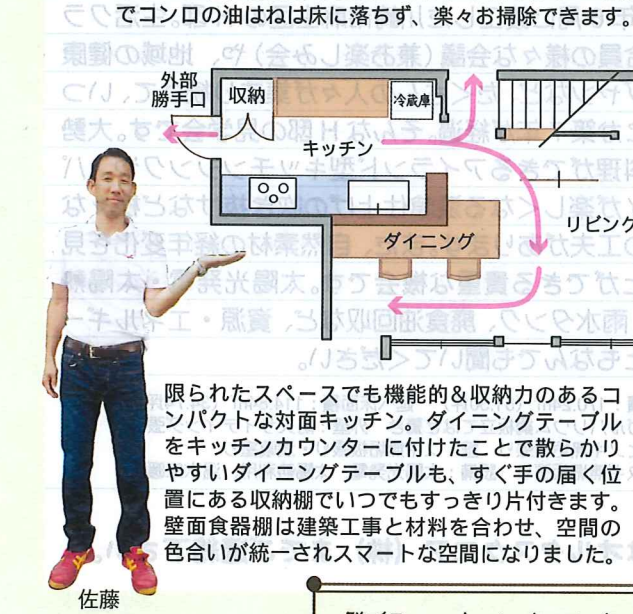 でコンロの油はねは床に落ちず、楽々お掃除できます。
外部
勝手口
収納
冷蔵庫
キッチン
リビング
ダイニング
限られたスペースでも機能的&収納力のあるコ
ンパクトな対面キッチン。ダイニングテーブル
をキッチンカウンターに付けたことで散らかり
やすいダイニングテーブルも、すぐ手の届く位
置にある収納棚でいつでもすっきり片付きます。
壁面食器棚は建築工事と材料を合わせ、空間の
色合いが統一されスマートな空間になりました。
佐藤